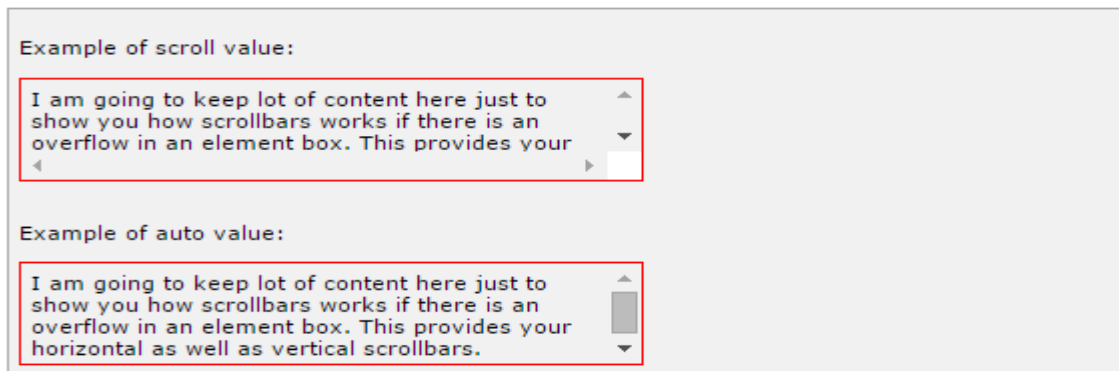 Example of scroll value:
I am going to keep lot of content here just to
show you how scrollbars works if there is an
overflow in an element box. This provides your
Example of auto value:
I am going to keep lot of content here just to
show you how scrollbars works if there is an
overflow in an element box. This provides your
horizontal as well as vertical scrollbars.